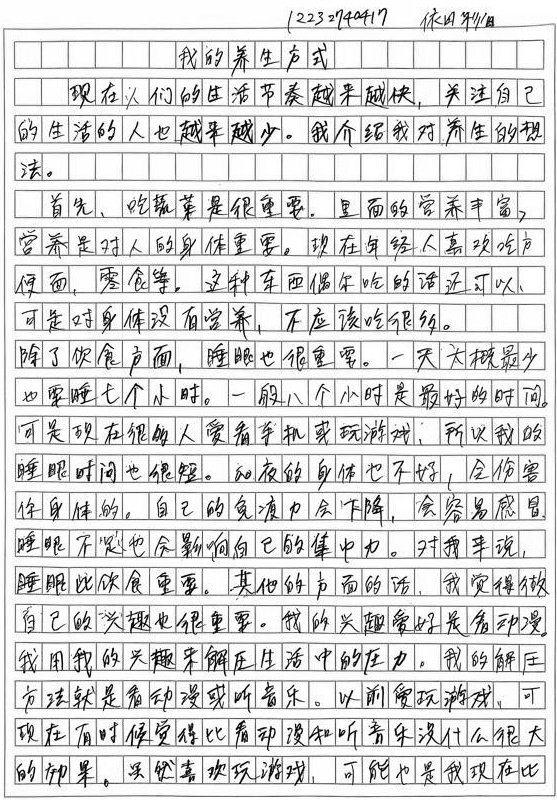 12232740417
我的养生方式
现在人们的生活节奏越来越快，关注自己
的生活的人也越来越少。我介绍我对养生的想
法。
首先，吃蔬菜是很重要。里面的营养丰富，
营养是对人的身体重要。现在年轻人喜欢吃方
便面，零食等。这种东西偶尔吃的话还可以，
可是对身体没有营养，不应该吃很多。
除了饮食方面，睡眠也很重要。一天大概最少
也要睡七个小时。一般八个小时是最好的时间。
可是现在很多人爱看手机或玩游戏，所以我的
睡眠时间也很短。夜的身体也不好，会伤害
你身体的。自己的免疫力会下降，会容易感冒
睡眠不足也会影响自己的集中力。对我来说，
睡眠比饮食重要。其他的方面的话，我觉得做
自己的兴趣也很重要。我的兴趣爱好是看动漫。
我用我的兴趣来解压生活中的在力。我的解压
方法就是看动漫或听音乐。以前爱玩游戏，可
现在有时候觉得比看动漫和听音乐没什么很大
的效果。虽然喜欢玩游戏，可能也是我现在比